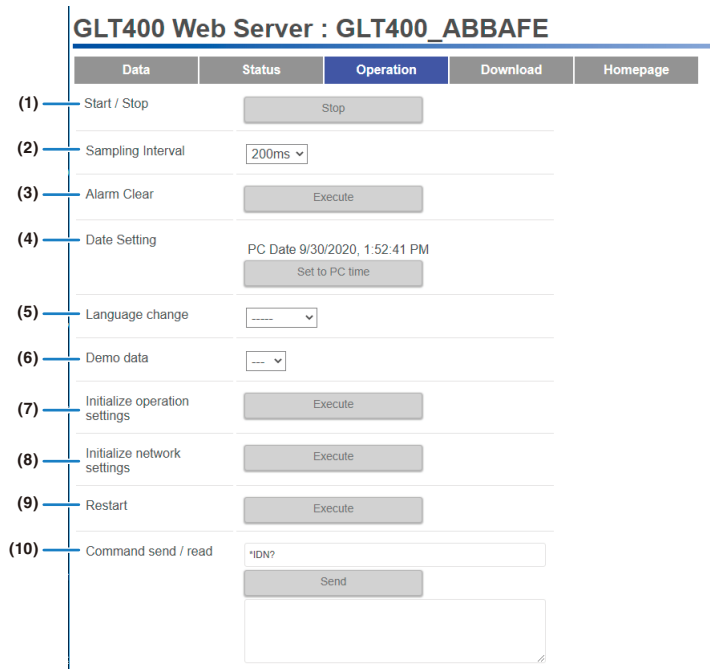 GLT400 Web Server : GLT400_ABBAFE
Data Status Operation Download Homepage
(1) Start / Stop Stop
(2) Sampling Interval 200ms
(3) Alarm Clear Execute
(4) Date Setting
PC Date 9/30/2020, 1:52:41 PM
Set to PC time
(5) Language change -----
(6) Demo data ---
(7) Initialize operation
settings
Execute
(8) Initialize network
settings
Execute
(9) Restart Execute
(10) Command send / read *IDN?
Send